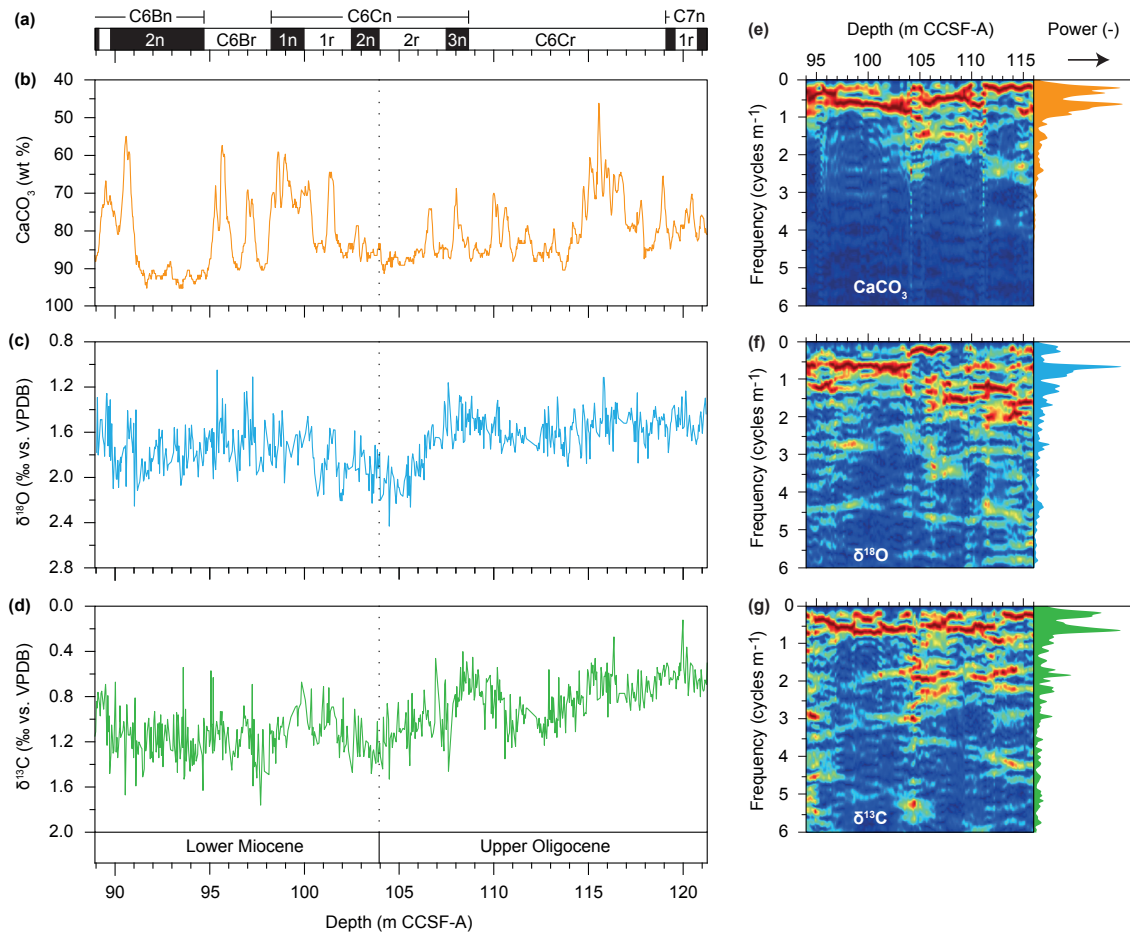 (a)
C6Bn
C6Cn
C7n
2n
C6Br
1n
1r
2n
2r
3n
C6Cr
1r
(b)
40
50
60
70
80
90
100
CaCO₃ (wt %)
(c)
0.8
1.2
1.6
2.0
2.4
2.8
δ¹⁸O (‰ vs. VPDB)
(d)
0.0
0.4
0.8
1.2
1.6
2.0
δ¹³C (‰ vs. VPDB)
Lower Miocene
Upper Oligocene
90
95
100
105
110
115
120
Depth (m CCSF-A)
(e)
Depth (m CCSF-A)
Power (-)
94
100
104
110
115
0
1
2
3
4
5
6
Frequency (cycles m⁻¹)
CaCO₃
(f)
0
1
2
3
4
5
6
Frequency (cycles m⁻¹)
δ¹⁸O
(g)
0
1
2
3
4
5
6
Frequency (cycles m⁻¹)
δ¹³C